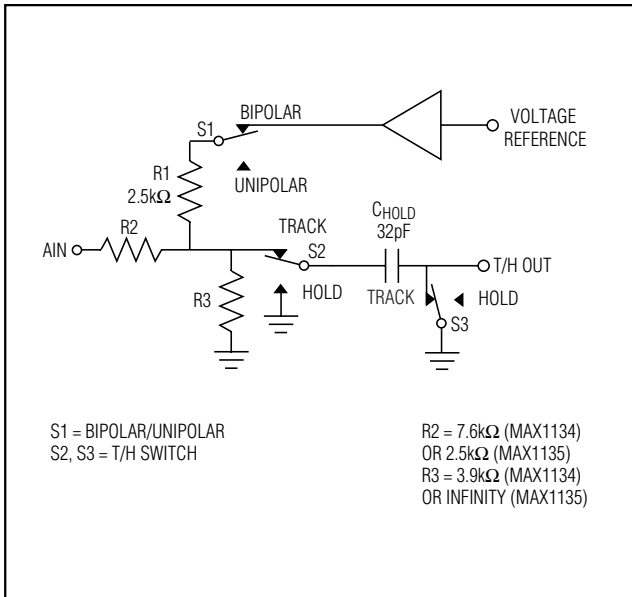 BIPOLAR
S1
VOLTAGE
REFERENCE
R1
2.5kΩ
UNIPOLAR
R2
TRACK
CHOLD
32pF
AIN
S2
T/H OUT
R3
HOLD
TRACK
HOLD
S3
S1 = BIPOLAR/UNIPOLAR
S2, S3 = T/H SWITCH
R2 = 7.6kΩ (MAX1134)
OR 2.5kΩ (MAX1135)
R3 = 3.9kΩ (MAX1134)
OR INFINITY (MAX1135)